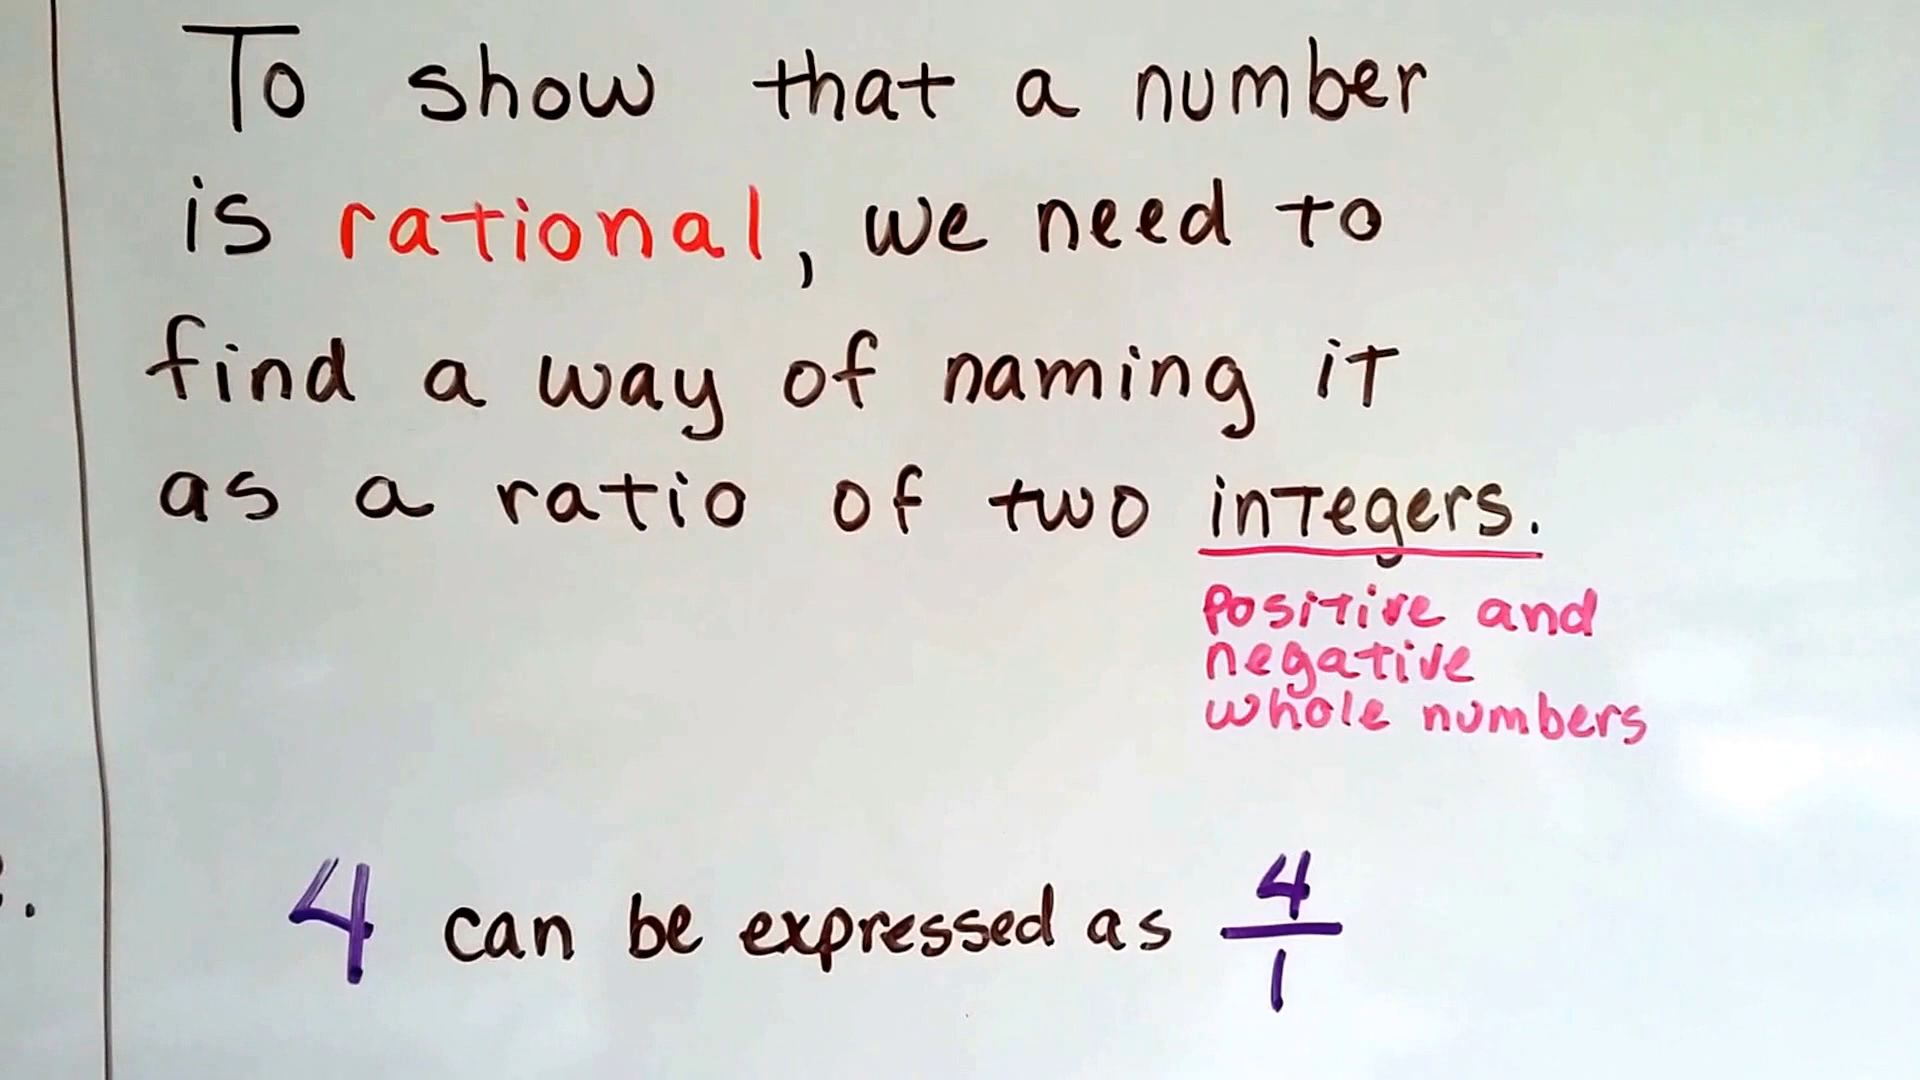 To show that a number
is rational, we need to
find a way of naming it
as a ratio of two integers.
positive and
negative
whole numbers
4 can be expressed as 4/1